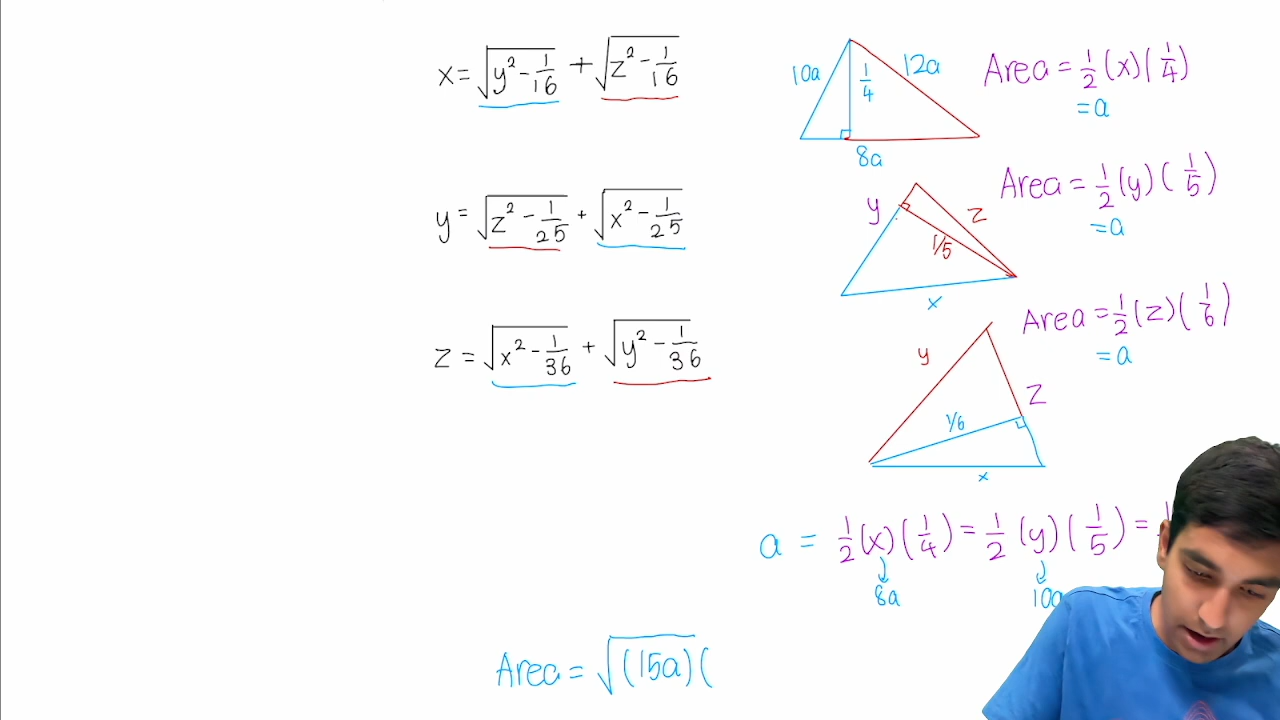 x = √(y² - 1/16) + √(z² - 1/16)
y = √(z² - 1/25) + √(x² - 1/25)
z = √(x² - 1/36) + √(y² - 1/36)
10a
1/4
12a
8a
Area = 1/2 (x)(1/4)
= a
y
z
1/5
x
Area = 1/2 (y)(1/5)
= a
y
z
1/6
x
Area = 1/2 (z)(1/6)
= a
a = 1/2 (x)(1/4) = 1/2 (y)(1/5) =
8a
10a
Area = √(15a)(